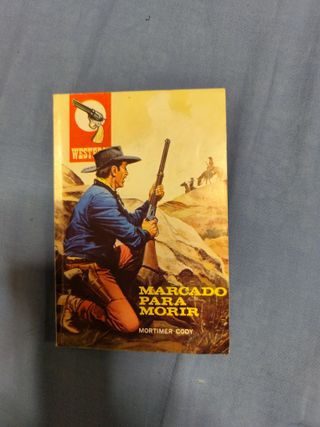 WESTERN
MARCADO
PARA
MORIR
MORTIMER CODY